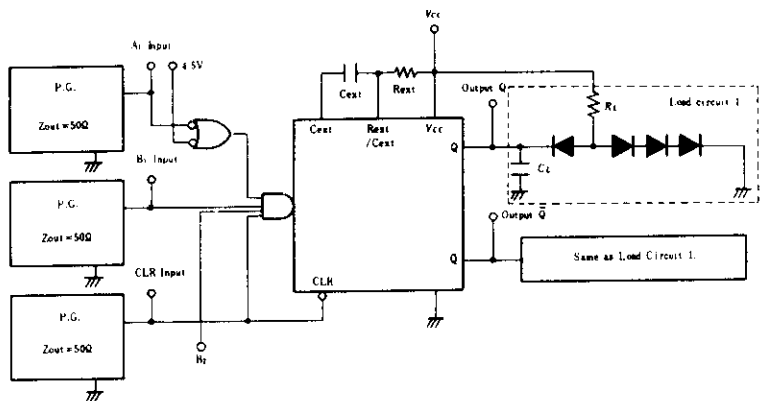 Vcc
A1 Input
4.5V
P.G.
Zout = 50Ω
Cext
Rext
Output Q
Load circuit 1
RL
Cext
Rext
/Cext
Vcc
Q
CL
B1 Input
P.G.
Zout = 50Ω
Output Q̅
CLR Input
Q
Same as Load Circuit 1.
P.G.
Zout = 50Ω
CLR
B2